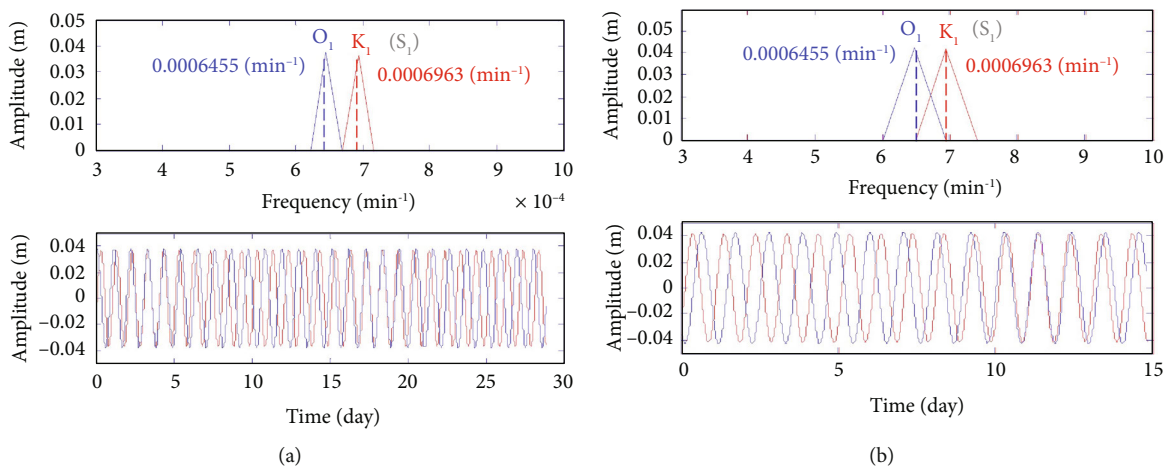 Amplitude (m)
0.05
0.04
0.03
0.02
0.01
0
O₁
K₁
(S₁)
0.0006455 (min⁻¹)
0.0006963 (min⁻¹)
3 4 5 6 7 8 9 10
Frequency (min⁻¹)
× 10⁻⁴
Amplitude (m)
0.04
0.02
0
−0.02
−0.04
0 5 10 15 20 25 30
Time (day)
(a)
Amplitude (m)
0.05
0.04
0.03
0.02
0.01
0
O₁
K₁
(S₁)
0.0006455 (min⁻¹)
0.0006963 (min⁻¹)
3 4 5 6 7 8 9 10
Frequency (min⁻¹)
Amplitude (m)
0.04
0.02
0
−0.02
−0.04
0 5 10 15
Time (day)
(b)